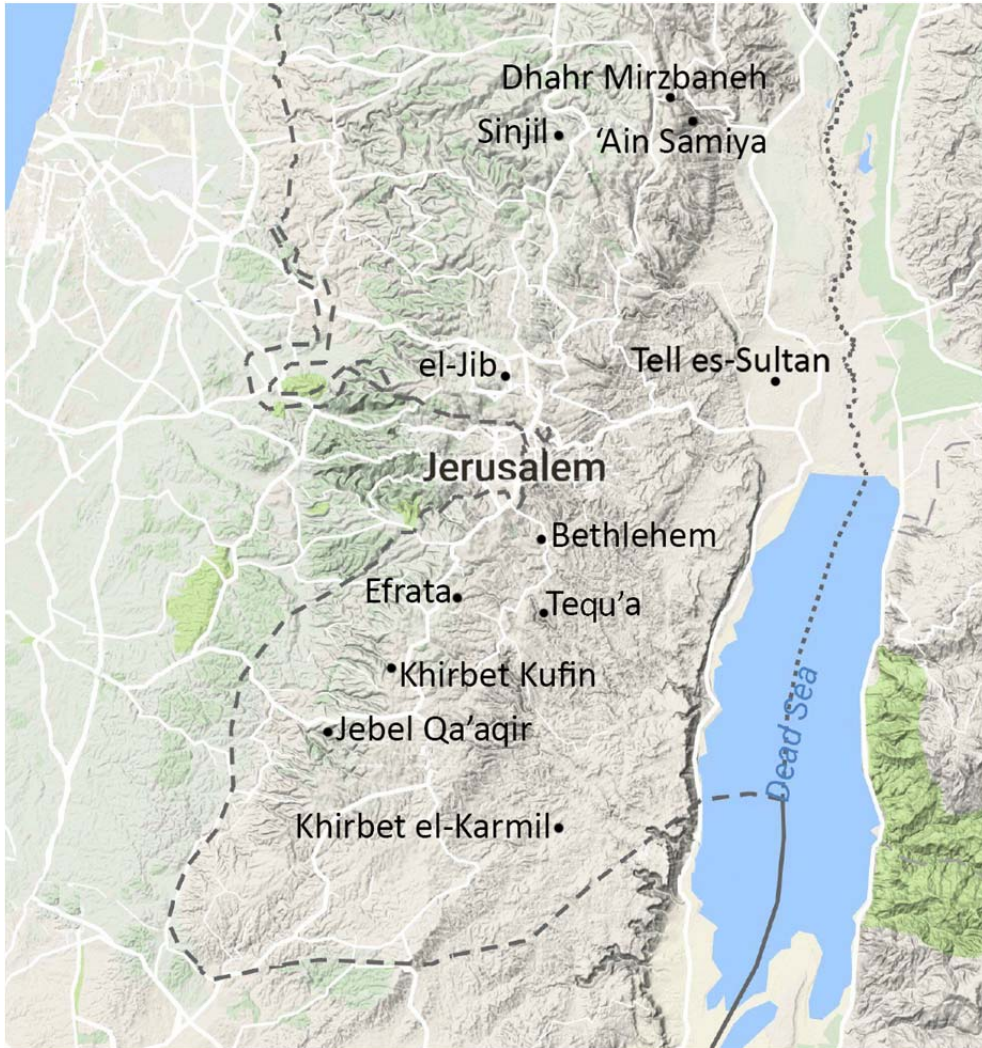 Dhahr Mirzbaneh
Sinjil
‘Ain Samiya
el-Jib
Tell es-Sultan
Jerusalem
Bethlehem
Efrata
Tequ’a
Khirbet Kufin
Jebel Qa’aqir
Dead Sea
Khirbet el-Karmil